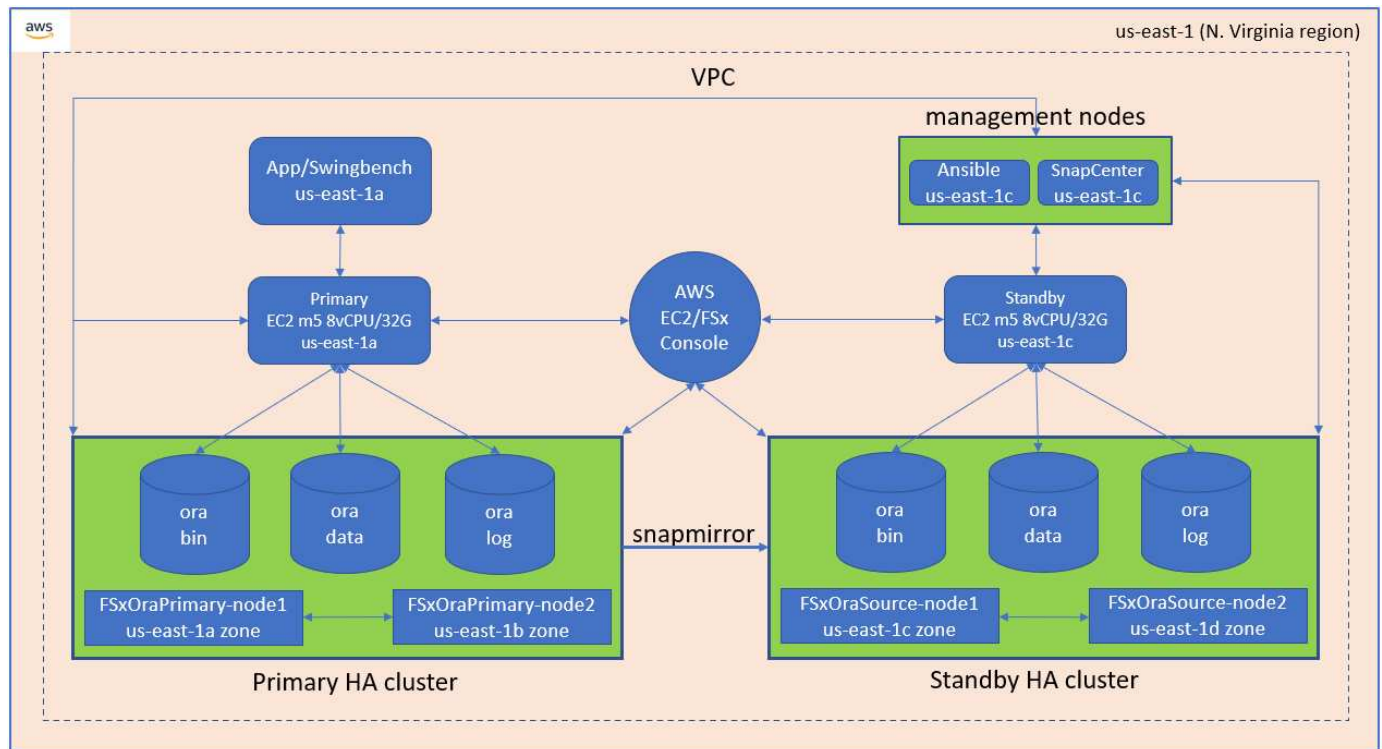 aws
us-east-1 (N. Virginia region)
VPC
management nodes
App/Swingbench
us-east-1a
Ansible
us-east-1c
SnapCenter
us-east-1c
Primary
EC2 m5 8vCPU/32G
us-east-1a
AWS
EC2/FSx
Console
Standby
EC2 m5 8vCPU/32G
us-east-1c
ora
bin
ora
data
ora
log
snapmirror
ora
bin
ora
data
ora
log
FSxOraPrimary-node1
us-east-1a zone
FSxOraPrimary-node2
us-east-1b zone
FSxOraSource-node1
us-east-1c zone
FSxOraSource-node2
us-east-1d zone
Primary HA cluster
Standby HA cluster